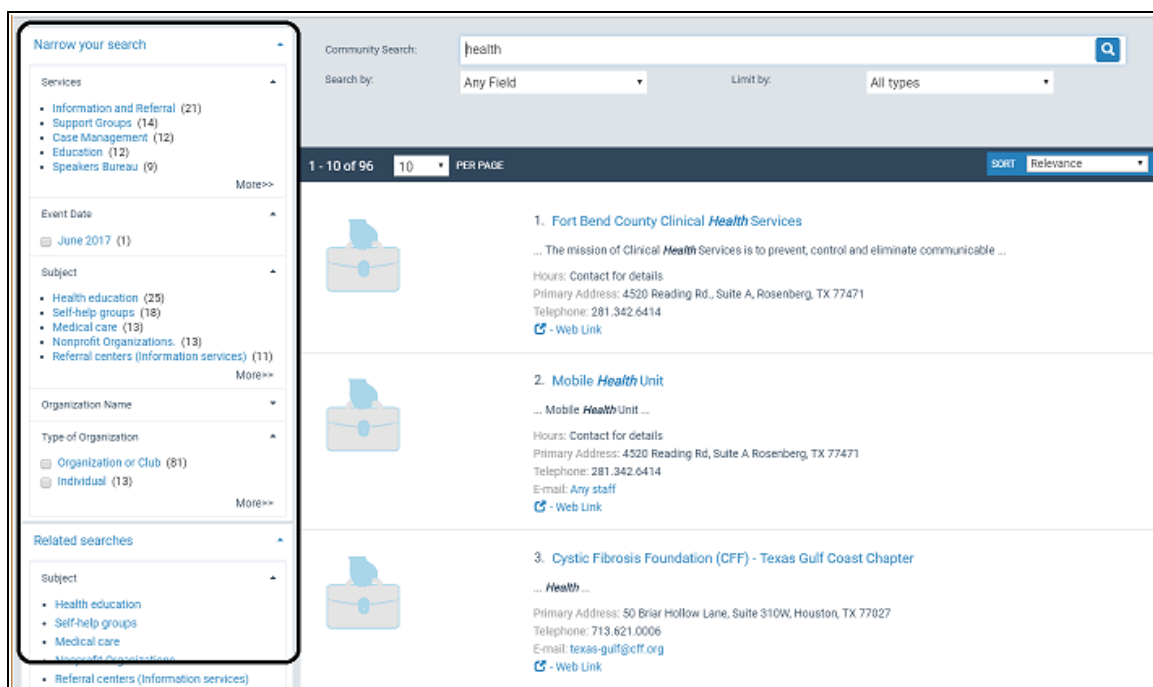 Narrow your search
Services
Information and Referral (21)
Support Groups (14)
Case Management (12)
Education (12)
Speakers Bureau (9)
More>>
Event Date
June 2017 (1)
Subject
Health education (25)
Self-help groups (18)
Medical care (13)
Nonprofit Organizations. (13)
Referral centers (Information services) (11)
More>>
Organization Name
Type of Organization
Organization or Club (81)
Individual (13)
More>>
Related searches
Subject
Health education
Self-help groups
Medical care
Nonprofit Organizations.
Referral centers (Information services)
Community Search: health
Search by: Any Field Limit by: All types
1 - 10 of 96 10 PER PAGE SORT Relevance
1. Fort Bend County Clinical Health Services
... The mission of Clinical Health Services is to prevent, control and eliminate communicable ...
Hours: Contact for details
Primary Address: 4520 Reading Rd., Suite A, Rosenberg, TX 77471
Telephone: 281.342.6414
- Web Link
2. Mobile Health Unit
... Mobile Health Unit ...
Hours: Contact for details
Primary Address: 4520 Reading Rd, Suite A Rosenberg, TX 77471
Telephone: 281.342.6414
E-mail: Any staff
- Web Link
3. Cystic Fibrosis Foundation (CFF) - Texas Gulf Coast Chapter
... Health ...
Primary Address: 50 Briar Hollow Lane, Suite 310W, Houston, TX 77027
Telephone: 713.621.0006
E-mail: texas-gulf@cff.org
- Web Link